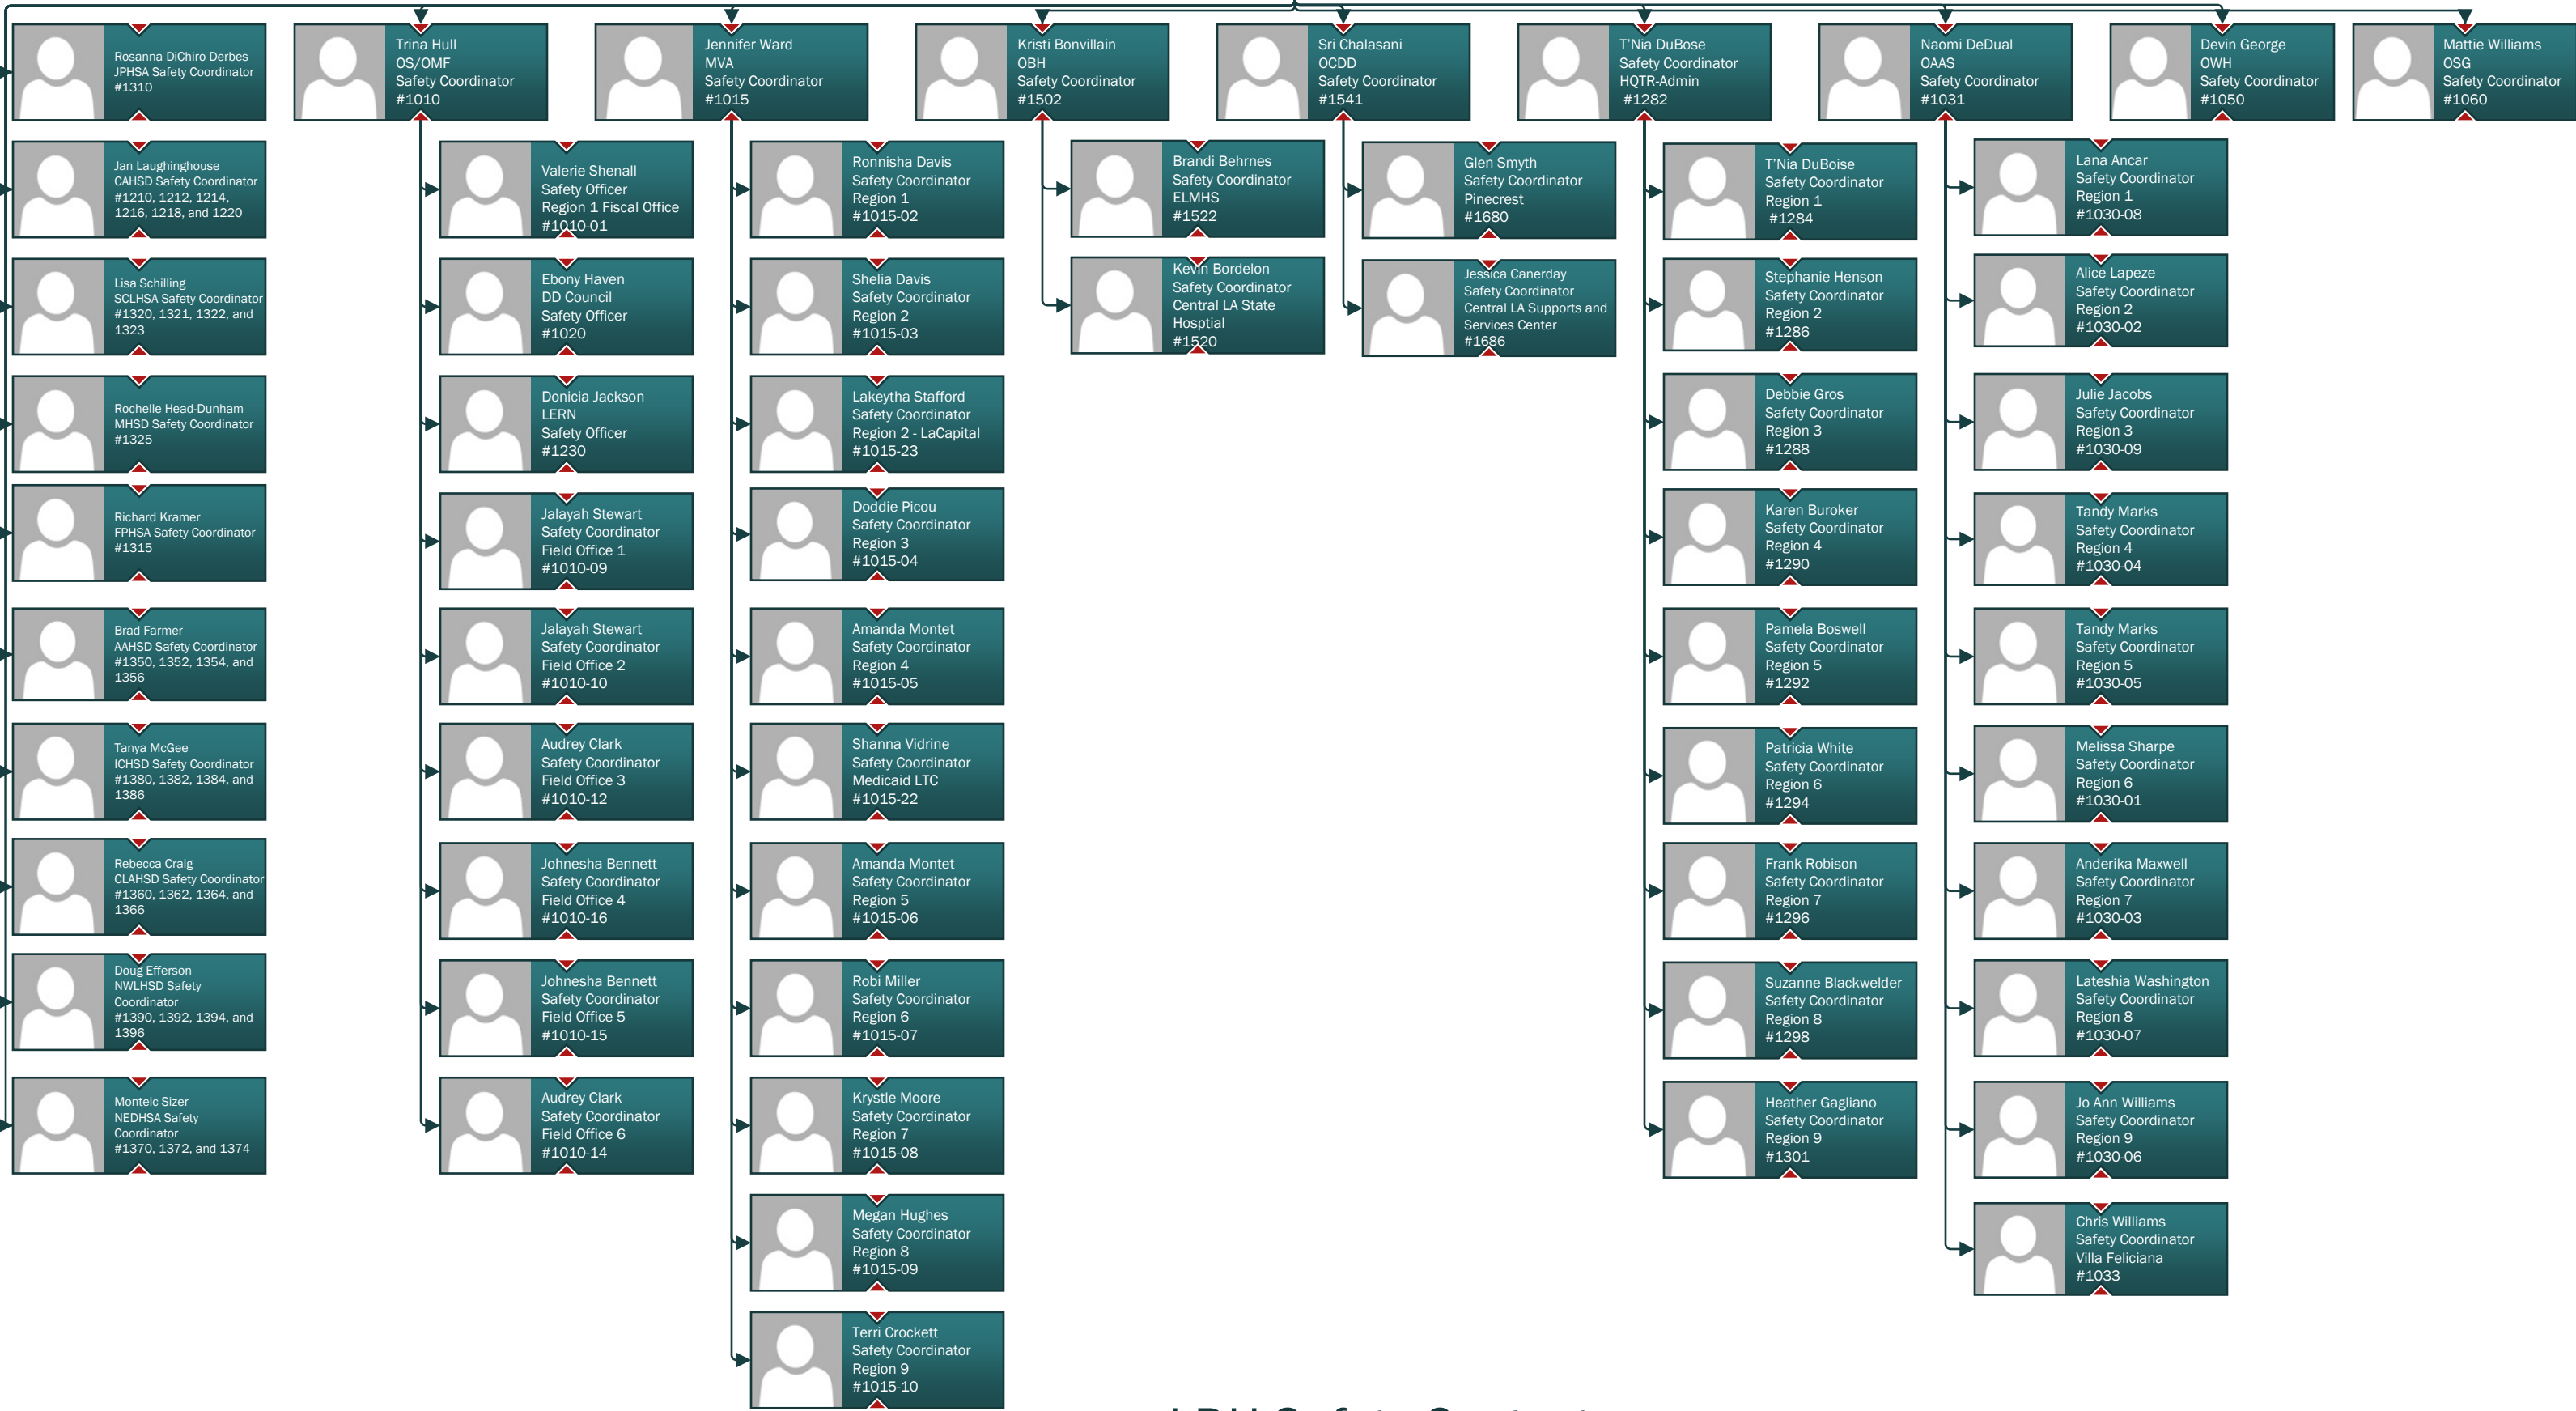 Rosanna DiChiro Derbes
JPHSA Safety Coordinator
#1310
Jan Laughinghouse
CAHSD Safety Coordinator
#1210, 1212, 1214,
1216, 1218, and 1220
Lisa Schilling
SCLHSA Safety Coordinator
#1320, 1321, 1322, and
1323
Rochelle Head-Dunham
MHSD Safety Coordinator
#1325
Richard Kramer
FPHSA Safety Coordinator
#1315
Brad Farmer
AAHSD Safety Coordinator
#1350, 1352, 1354, and
1356
Tanya McGee
ICHSD Safety Coordinator
#1380, 1382, 1384, and
1386
Rebecca Craig
CLAHSD Safety Coordinator
#1360, 1362, 1364, and
1366
Doug Efferson
NWLHSD Safety
Coordinator
#1390, 1392, 1394, and
1396
Monteic Sizer
NEDHSA Safety
Coordinator
#1370, 1372, and 1374
Trina Hull
OS/OMF
Safety Coordinator
#1010
Valerie Shenall
Safety Officer
Region 1 Fiscal Office
#1010-01
Ebony Haven
DD Council
Safety Officer
#1020
Donicia Jackson
LERN
Safety Officer
#1230
Jalayah Stewart
Safety Coordinator
Field Office 1
#1010-09
Jalayah Stewart
Safety Coordinator
Field Office 2
#1010-10
Audrey Clark
Safety Coordinator
Field Office 3
#1010-12
Johnesha Bennett
Safety Coordinator
Field Office 4
#1010-16
Johnesha Bennett
Safety Coordinator
Field Office 5
#1010-15
Audrey Clark
Safety Coordinator
Field Office 6
#1010-14
Jennifer Ward
MVA
Safety Coordinator
#1015
Ronnisha Davis
Safety Coordinator
Region 1
#1015-02
Shelia Davis
Safety Coordinator
Region 2
#1015-03
Lakeytha Stafford
Safety Coordinator
Region 2 - LaCapital
#1015-23
Doddie Picou
Safety Coordinator
Region 3
#1015-04
Amanda Montet
Safety Coordinator
Region 4
#1015-05
Shanna Vidrine
Safety Coordinator
Medicaid LTC
#1015-22
Amanda Montet
Safety Coordinator
Region 5
#1015-06
Robi Miller
Safety Coordinator
Region 6
#1015-07
Krystle Moore
Safety Coordinator
Region 7
#1015-08
Megan Hughes
Safety Coordinator
Region 8
#1015-09
Terri Crockett
Safety Coordinator
Region 9
#1015-10
Kristi Bonvillain
OBH
Safety Coordinator
#1502
Brandi Behrnes
Safety Coordinator
ELMHS
#1522
Kevin Bordelon
Safety Coordinator
Central LA State
Hosptial
#1520
Sri Chalasani
OCDD
Safety Coordinator
#1541
Glen Smyth
Safety Coordinator
Pinecrest
#1680
Jessica Canerday
Safety Coordinator
Central LA Supports and
Services Center
#1686
T'Nia DuBose
Safety Coordinator
HQTR-Admin
#1282
T'Nia DuBoise
Safety Coordinator
Region 1
#1284
Stephanie Henson
Safety Coordinator
Region 2
#1286
Debbie Gros
Safety Coordinator
Region 3
#1288
Karen Buroker
Safety Coordinator
Region 4
#1290
Pamela Boswell
Safety Coordinator
Region 5
#1292
Patricia White
Safety Coordinator
Region 6
#1294
Frank Robison
Safety Coordinator
Region 7
#1296
Suzanne Blackwelder
Safety Coordinator
Region 8
#1298
Heather Gagliano
Safety Coordinator
Region 9
#1301
Naomi DeDual
OAAS
Safety Coordinator
#1031
Lana Ancar
Safety Coordinator
Region 1
#1030-08
Alice Lapeze
Safety Coordinator
Region 2
#1030-02
Julie Jacobs
Safety Coordinator
Region 3
#1030-09
Tandy Marks
Safety Coordinator
Region 4
#1030-04
Tandy Marks
Safety Coordinator
Region 5
#1030-05
Melissa Sharpe
Safety Coordinator
Region 6
#1030-01
Anderika Maxwell
Safety Coordinator
Region 7
#1030-03
Lateshia Washington
Safety Coordinator
Region 8
#1030-07
Jo Ann Williams
Safety Coordinator
Region 9
#1030-06
Chris Williams
Safety Coordinator
Villa Feliciana
#1033
Devin George
OWH
Safety Coordinator
#1050
Mattie Williams
OSG
Safety Coordinator
#1060